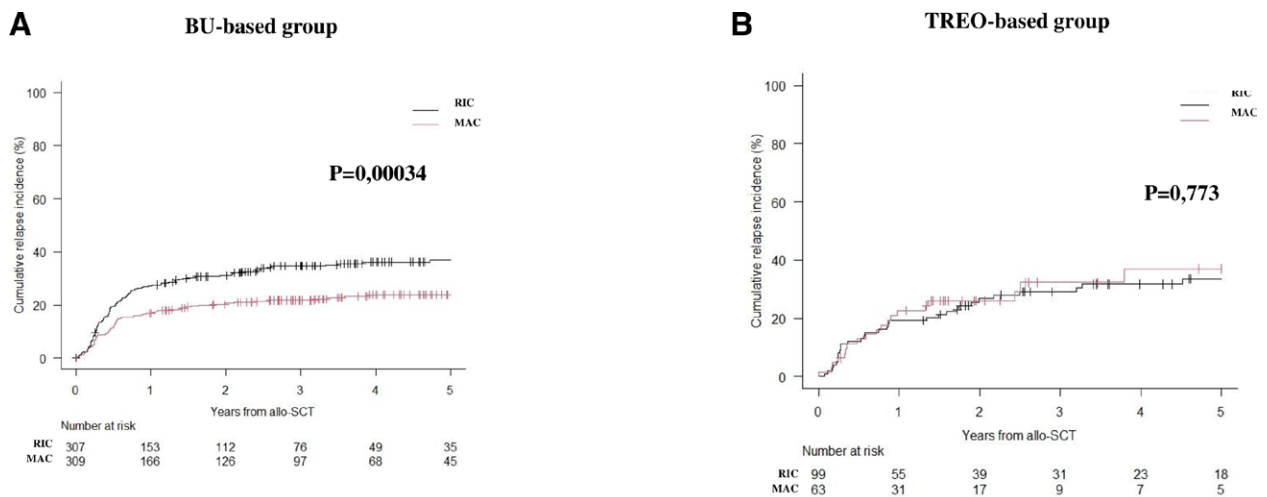 A
BU-based group
Cumulative relapse incidence (%)
100
80
60
40
20
0
RIC
MAC
P=0,00034
0 1 2 3 4 5
Years from allo-SCT
Number at risk
RIC 307 153 112 76 49 35
MAC 309 166 126 97 68 45
B
TREO-based group
Cumulative relapse incidence (%)
100
80
60
40
20
0
RIC
MAC
P=0,773
0 1 2 3 4 5
Years from allo-SCT
Number at risk
RIC 99 55 39 31 23 18
MAC 63 31 17 9 7 5